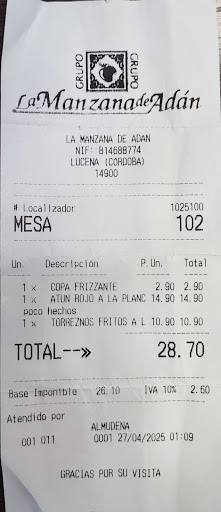 GRUPO
GRUPO
La Manzana de Adán
LA MANZANA DE ADAN
NIF: B14688774
LUCENA (CORDOBA)
14900
# Localizador 1025100
MESA 102
Un. Descripción P.Un. Total
1 x COPA FRIZZANTE 2.90 2.90
1 x ATUN ROJO A LA PLANC 14.90 14.90
poco hechos
1 x TORREZNOS FRITOS A L 10.90 10.90
TOTAL--» 28.70
Base Imponible 26.10 IVA 10% 2.60
Atendido por
ALMUDENA
001 011 0001 27/04/2025 01:09
GRACIAS POR SU VISITA